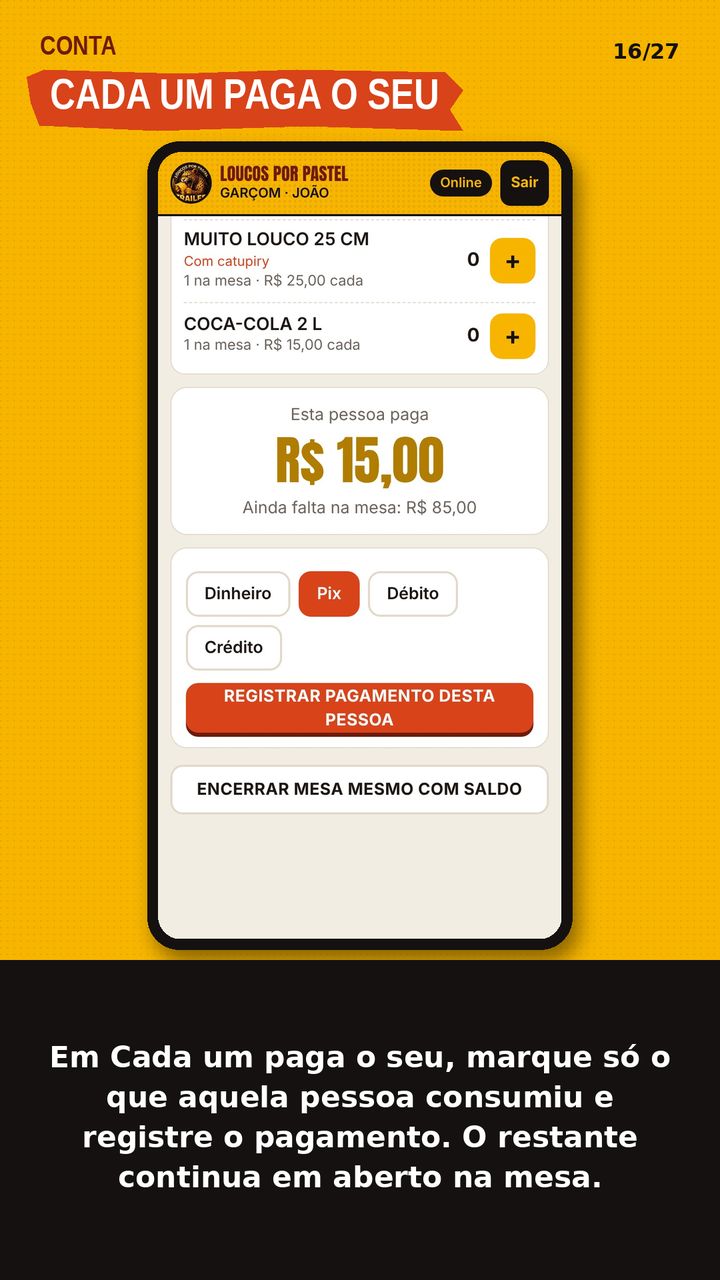 CONTA
16/27
CADA UM PAGA O SEU
LOUCOS POR PASTEL
GARÇOM · JOÃO
Online
Sair
MUITO LOUCO 25 CM
Com catupiry
1 na mesa · R$ 25,00 cada
0
+
COCA-COLA 2 L
1 na mesa · R$ 15,00 cada
0
+
Esta pessoa paga
R$ 15,00
Ainda falta na mesa: R$ 85,00
Dinheiro
Pix
Débito
Crédito
REGISTRAR PAGAMENTO DESTA
PESSOA
ENCERRAR MESA MESMO COM SALDO
Em Cada um paga o seu, marque só o
que aquela pessoa consumiu e
registre o pagamento. O restante
continua em aberto na mesa.